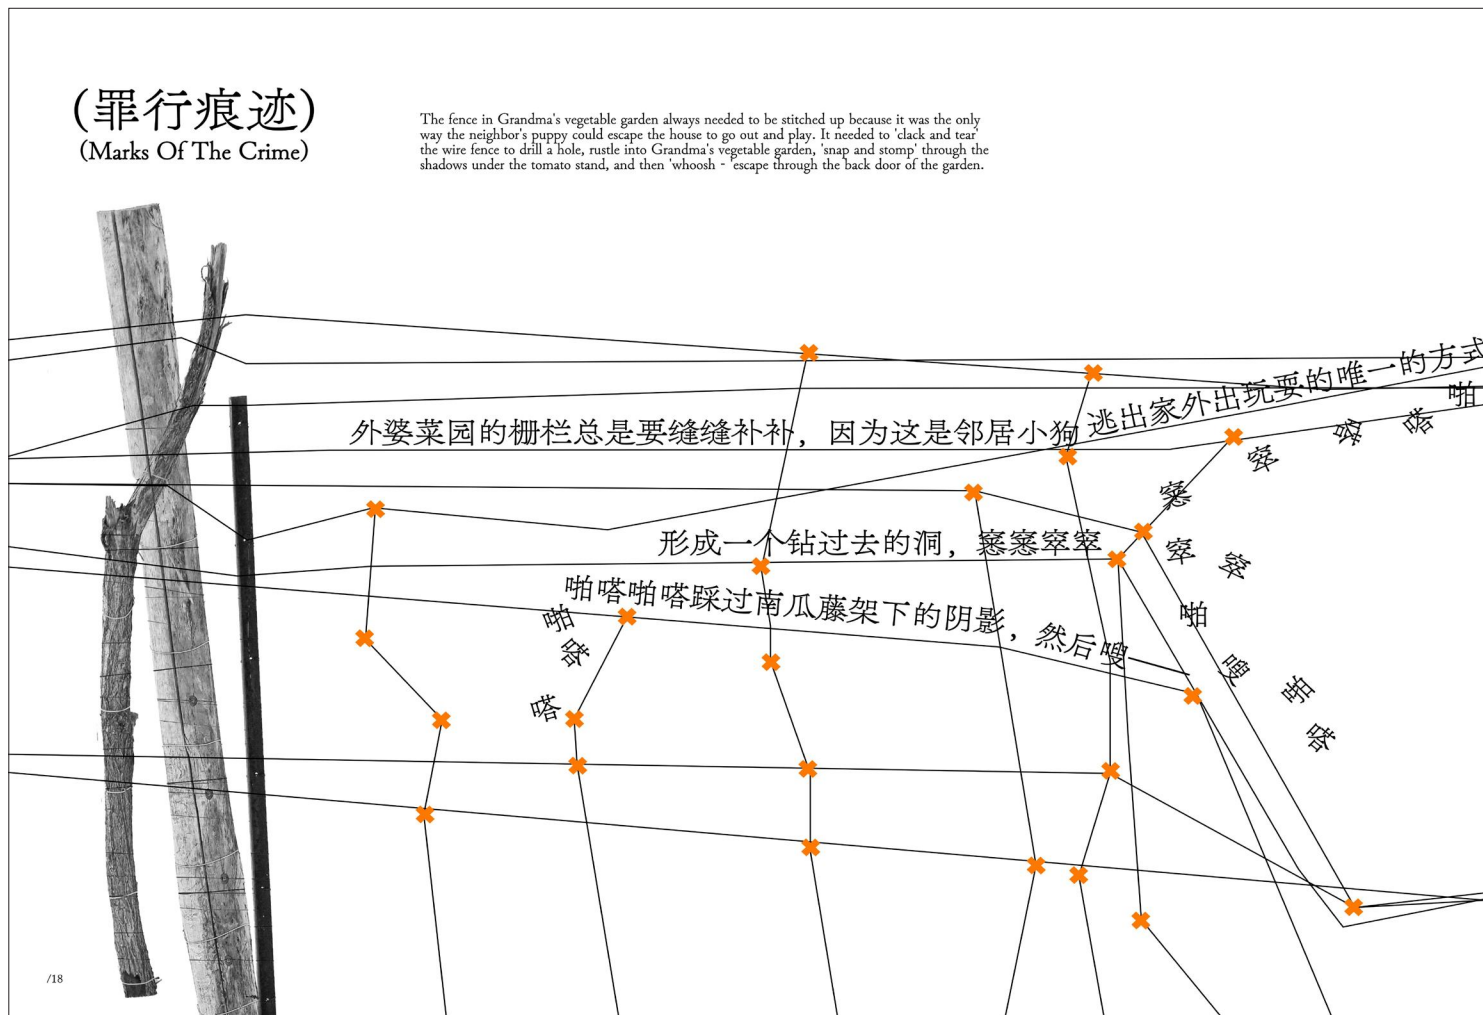 (罪行痕迹)
(Marks Of The Crime)
The fence in Grandma's vegetable garden always needed to be stitched up because it was the only
way the neighbor's puppy could escape the house to go out and play. It needed to 'clack and tear'
the wire fence to drill a hole, rustle into Grandma's vegetable garden, 'snap and stomp' through the
shadows under the tomato stand, and then 'whoosh - 'escape through the back door of the garden.
外婆菜园的栅栏总是要缝缝补补，因为这是邻居小狗逃出家外出玩耍的唯一的方式
啪
嗒
嗒
窣
窸
形成一个钻过去的洞，窸窸窣窣
窣
窣
啪嗒啪嗒踩过南瓜藤架下的阴影，然后嗖——
啪
嗒
嗒
啪
嗖
啪
嗒
/18